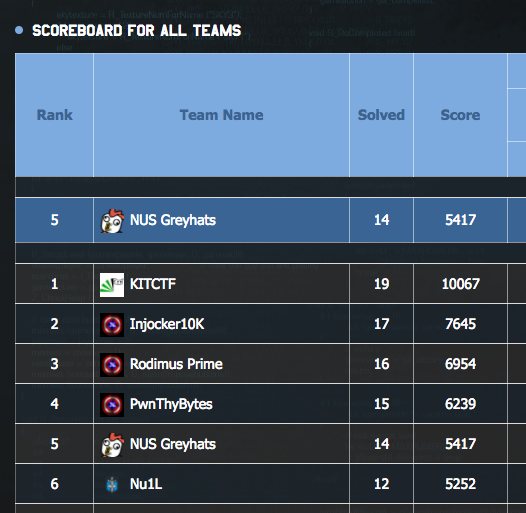 SCOREBOARD FOR ALL TEAMS
Rank Team Name Solved Score
5 NUS Greyhats 14 5417
1 KITCTF 19 10067
2 Injocker10K 17 7645
3 Rodimus Prime 16 6954
4 PwnThyBytes 15 6239
5 NUS Greyhats 14 5417
6 Nu1L 12 5252